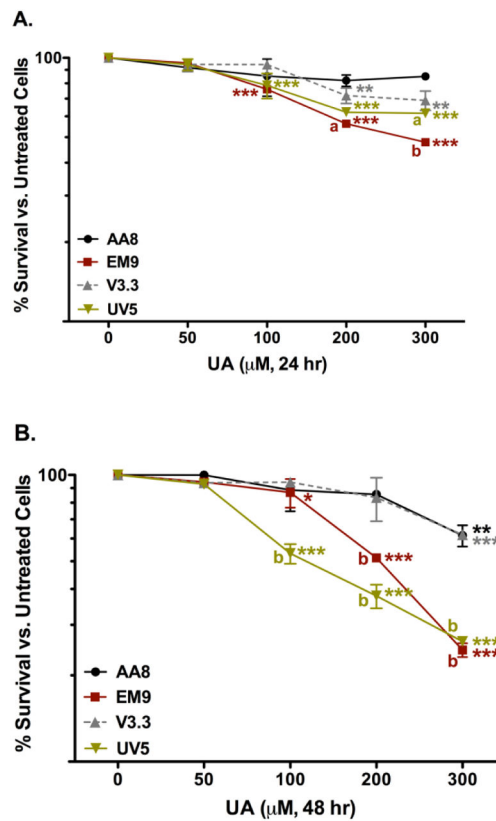 A.
100
% Survival vs. Untreated Cells
*** *** ** ** ***
*** a *** a b ***
AA8
EM9
V3.3
UV5
0 50 100 200 300
UA (μM, 24 hr)
B.
100
% Survival vs. Untreated Cells
* ** ***
b *** b *** b *** b *** b ***
AA8
EM9
V3.3
UV5
0 50 100 200 300
UA (μM, 48 hr)